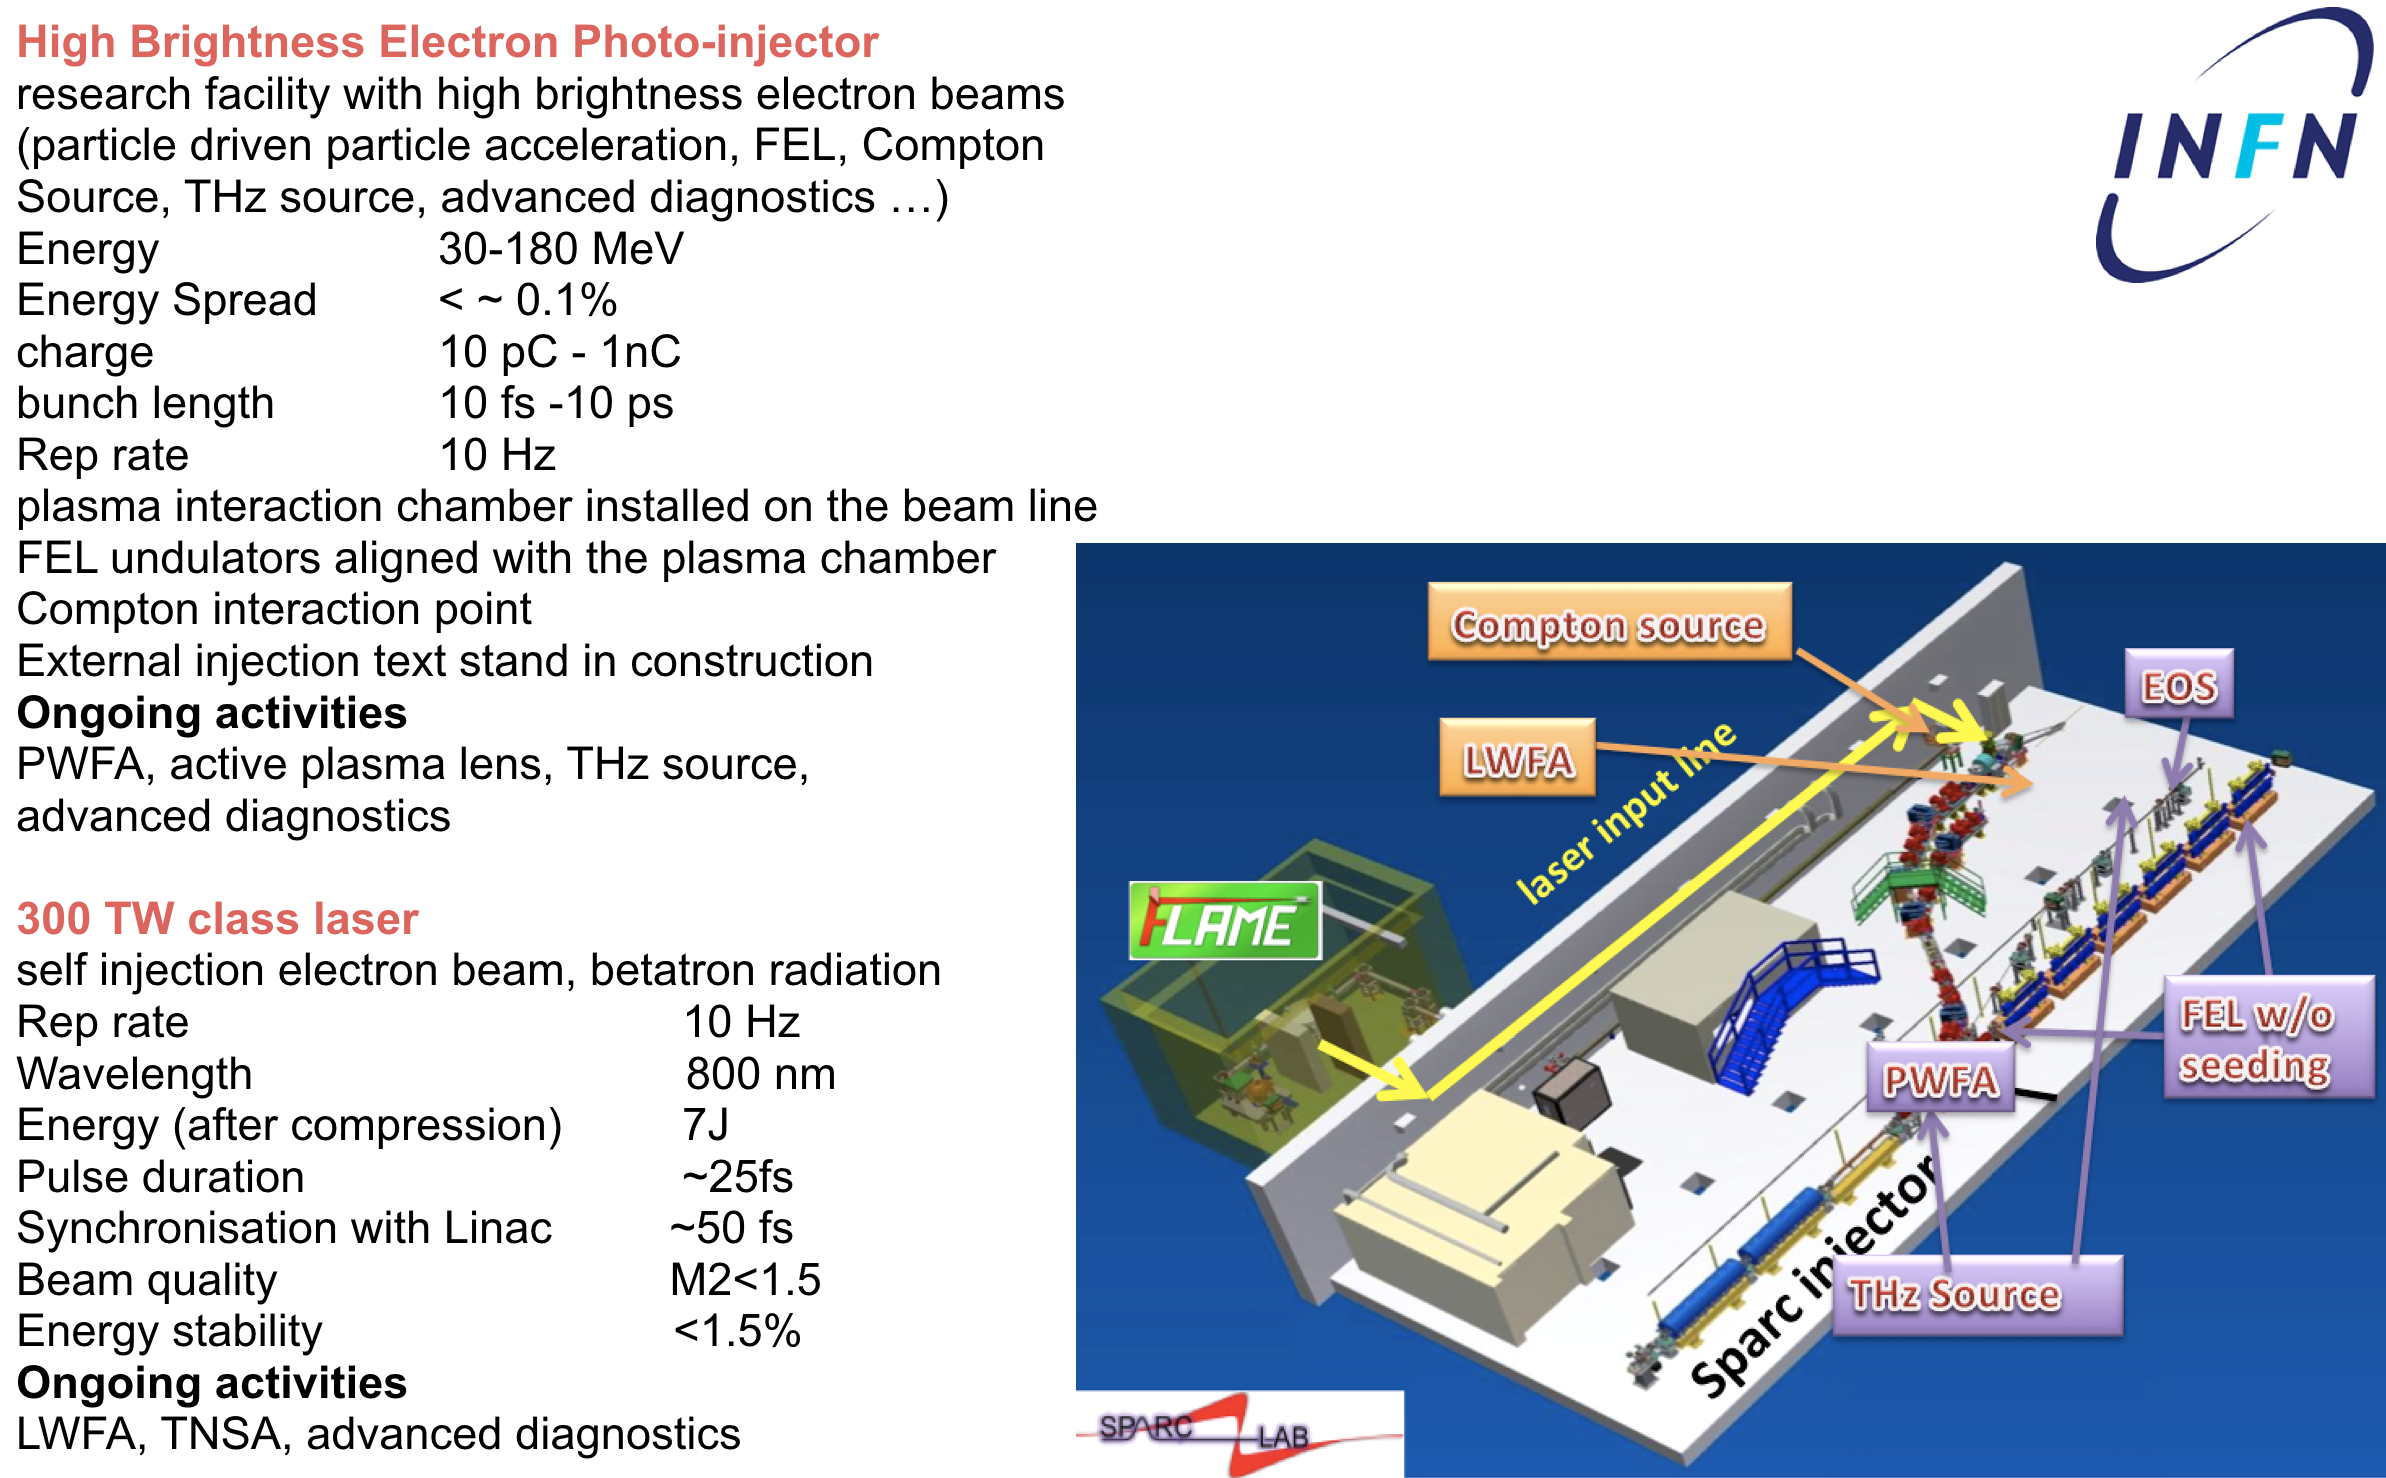 High Brightness Electron Photo-injector
research facility with high brightness electron beams
(particle driven particle acceleration, FEL, Compton
Source, THz source, advanced diagnostics …)
Energy 30-180 MeV
Energy Spread < ~ 0.1%
charge 10 pC - 1nC
bunch length 10 fs -10 ps
Rep rate 10 Hz
plasma interaction chamber installed on the beam line
FEL undulators aligned with the plasma chamber
Compton interaction point
External injection text stand in construction
Ongoing activities
PWFA, active plasma lens, THz source,
advanced diagnostics
300 TW class laser
self injection electron beam, betatron radiation
Rep rate 10 Hz
Wavelength 800 nm
Energy (after compression) 7J
Pulse duration ~25fs
Synchronisation with Linac ~50 fs
Beam quality M2<1.5
Energy stability <1.5%
Ongoing activities
LWFA, TNSA, advanced diagnostics
INFN
Compton source
EOS
LWFA
laser input line
FLAME
FEL w/o
seeding
PWFA
Sparc injector
THz Source
SPARC
LAB